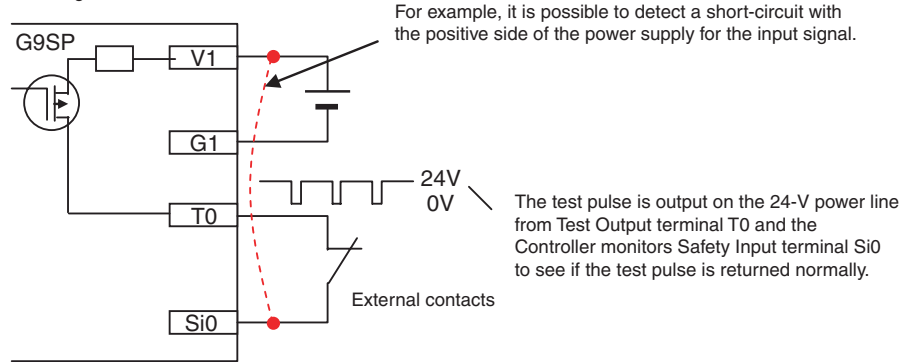 For example, it is possible to detect a short-circuit with
the positive side of the power supply for the input signal.
G9SP
V1
G1
24V
0V
The test pulse is output on the 24-V power line
from Test Output terminal T0 and the
Controller monitors Safety Input terminal Si0
to see if the test pulse is returned normally.
T0
External contacts
Si0